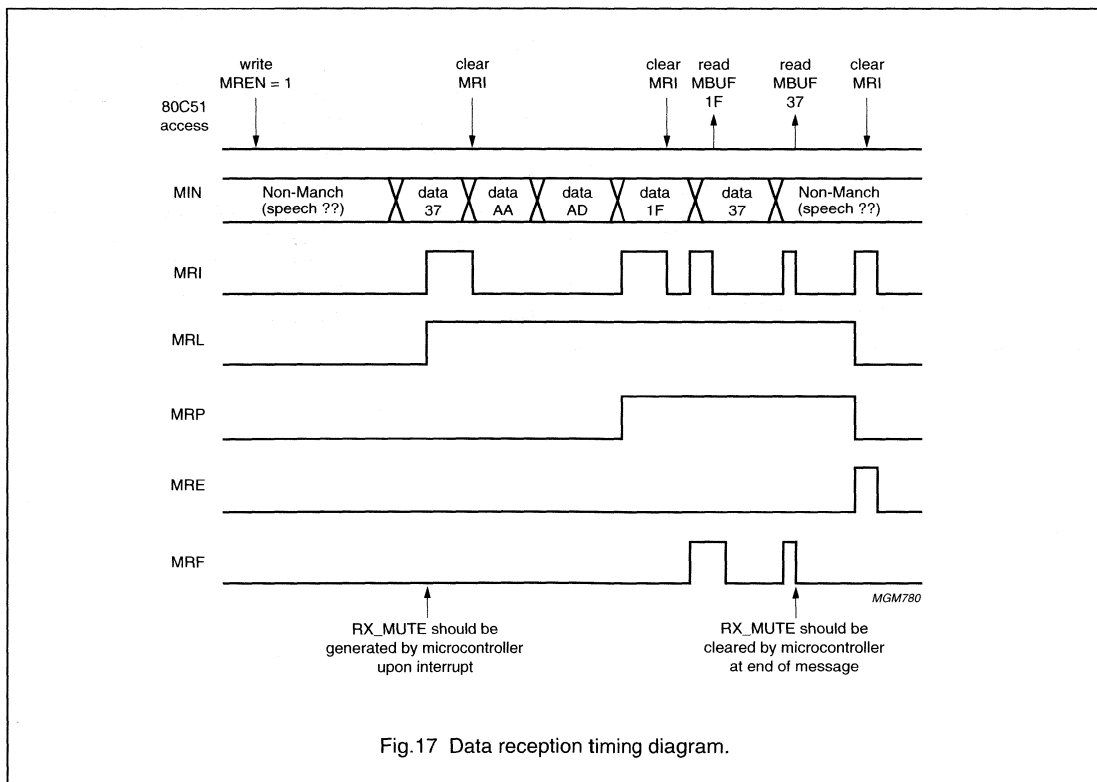 write
MREN = 1
clear
MRI
clear
MRI
read
MBUF
1F
read
MBUF
37
clear
MRI
80C51
access
MIN
Non-Manch
(speech ??)
data
37
data
AA
data
AD
data
1F
data
37
Non-Manch
(speech ??)
MRI
MRL
MRP
MRE
MRF
MGM780
RX_MUTE should be
generated by microcontroller
upon interrupt
RX_MUTE should be
cleared by microcontroller
at end of message
Fig.17 Data reception timing diagram.